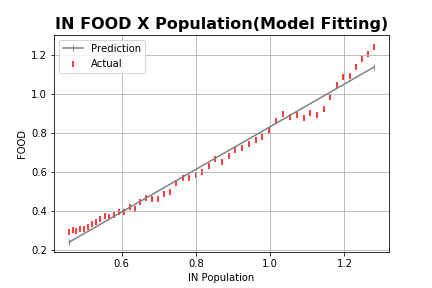 IN FOOD X Population(Model Fitting)
Prediction
Actual
1.2
1.0
0.8
0.6
0.4
0.2
FOOD
0.6
0.8
1.0
1.2
IN Population